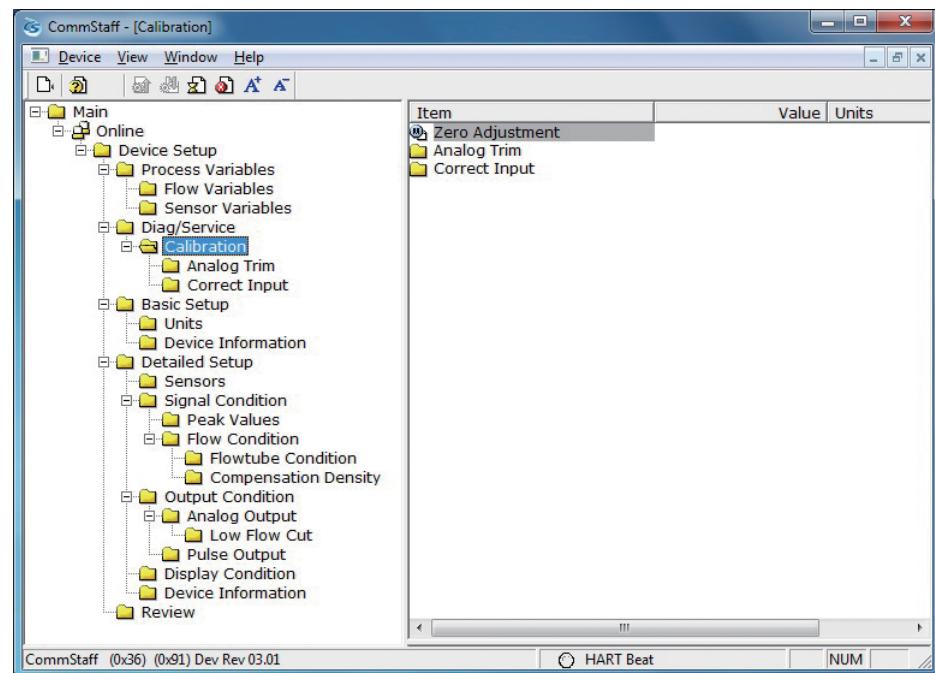 CommStaff - [Calibration]
Device View Window Help
Main
Online
Device Setup
Process Variables
Flow Variables
Sensor Variables
Diag/Service
Calibration
Analog Trim
Correct Input
Basic Setup
Units
Device Information
Detailed Setup
Sensors
Signal Condition
Peak Values
Flow Condition
Flowtube Condition
Compensation Density
Output Condition
Analog Output
Low Flow Cut
Pulse Output
Display Condition
Device Information
Review
Item Value Units
Zero Adjustment
Analog Trim
Correct Input
CommStaff (0x36) (0x91) Dev Rev 03.01 HART Beat NUM